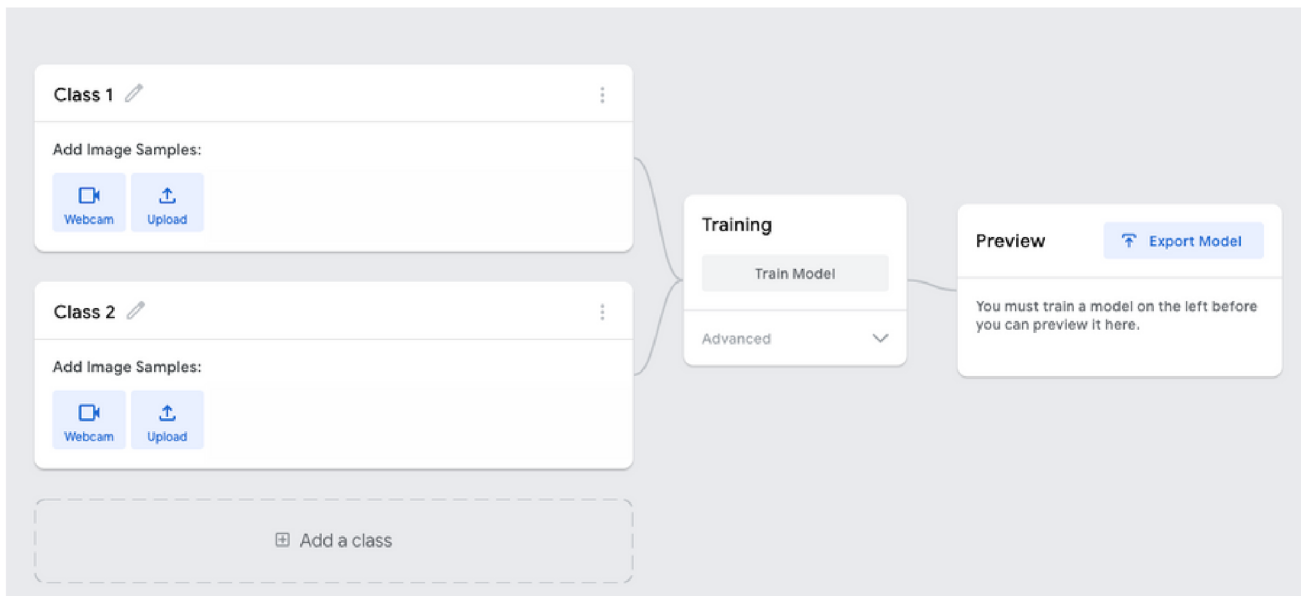 Class 1
Add Image Samples:
Webcam
Upload
Class 2
Add Image Samples:
Webcam
Upload
Add a class
Training
Train Model
Advanced
Preview
Export Model
You must train a model on the left before
you can preview it here.